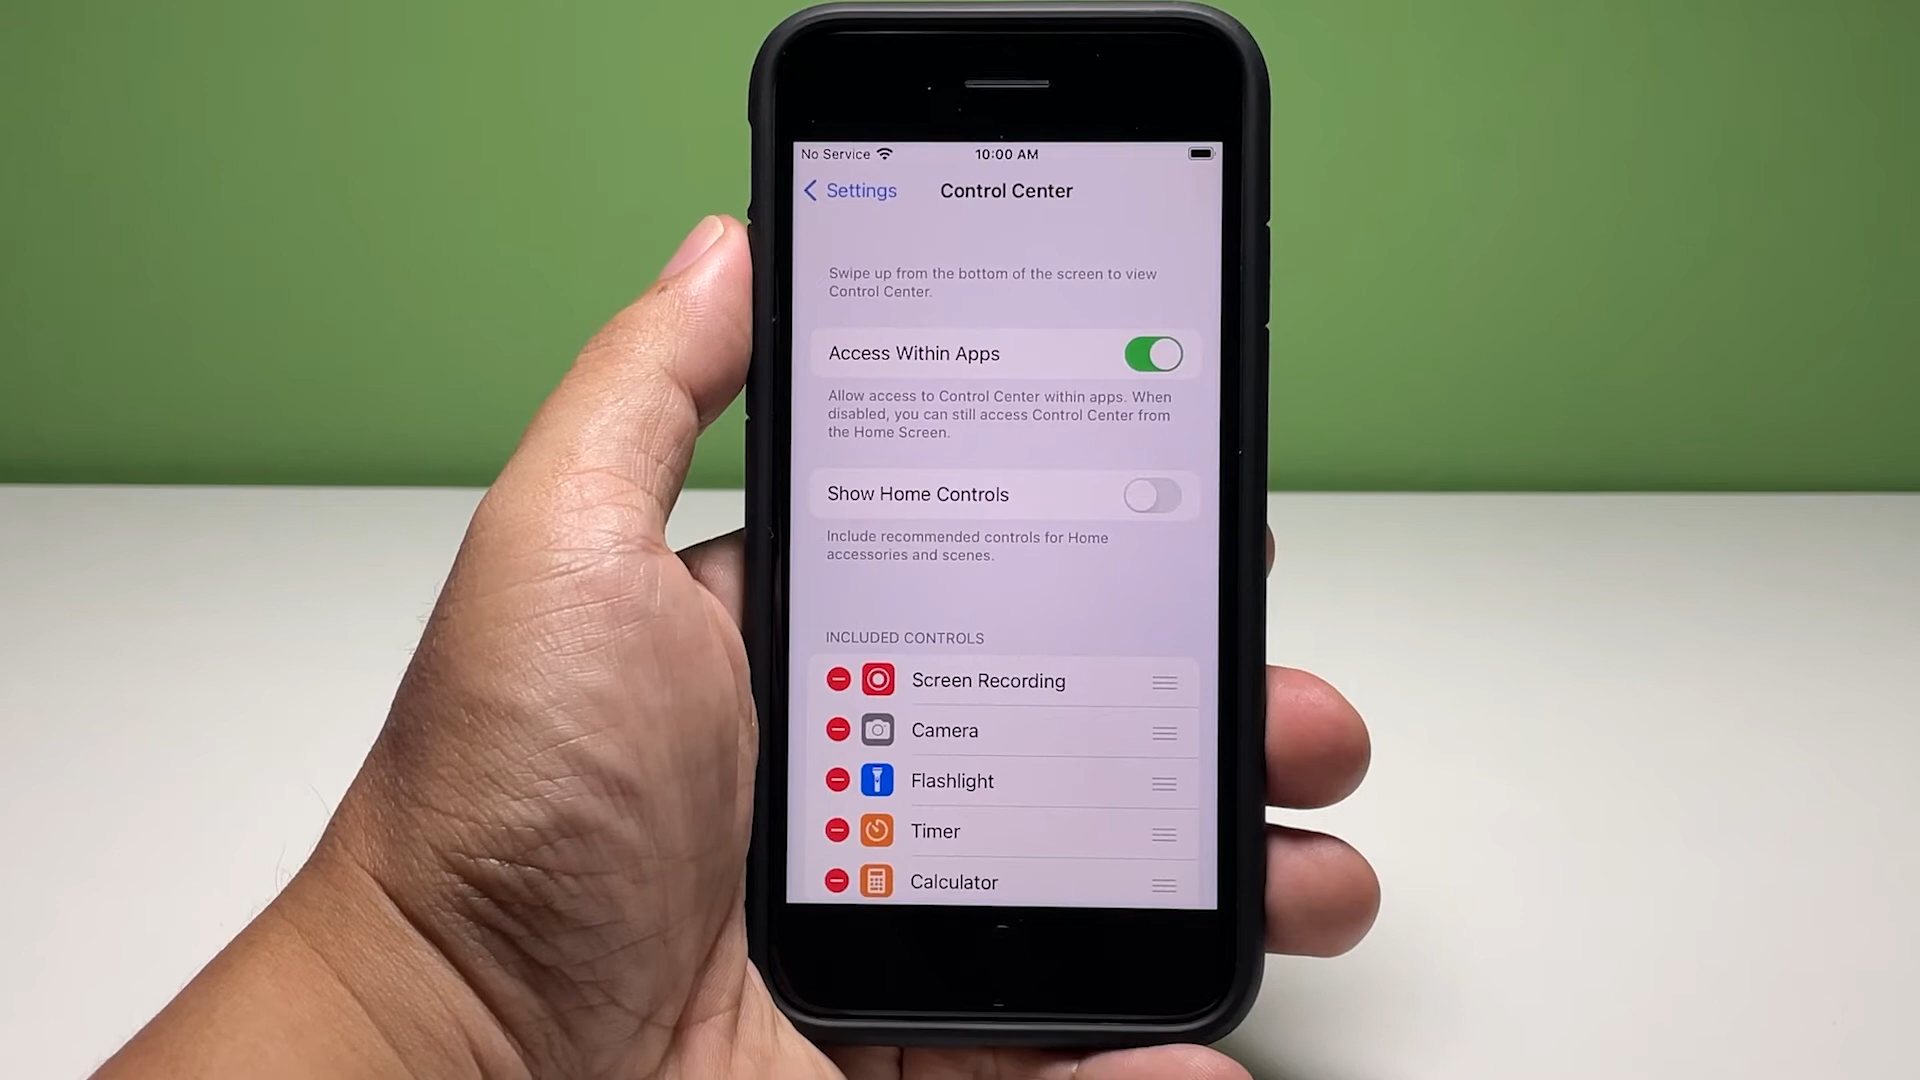 No Service 10:00 AM
Settings Control Center
Swipe up from the bottom of the screen to view
Control Center.
Access Within Apps
Allow access to Control Center within apps. When
disabled, you can still access Control Center from
the Home Screen.
Show Home Controls
Include recommended controls for Home
accessories and scenes.
INCLUDED CONTROLS
Screen Recording
Camera
Flashlight
Timer
Calculator